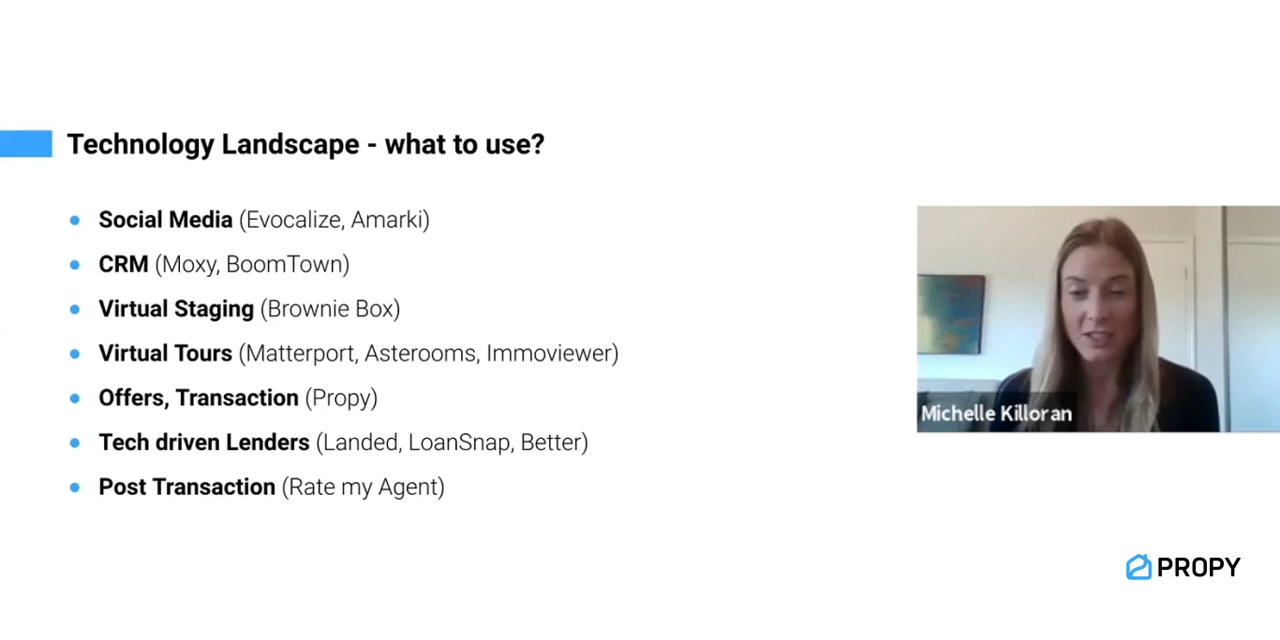 Technology Landscape - what to use?
Social Media (Evocalize, Amarki)
CRM (Moxy, BoomTown)
Virtual Staging (Brownie Box)
Virtual Tours (Matterport, Asterooms, Immoviewer)
Offers, Transaction (Propy)
Tech driven Lenders (Landed, LoanSnap, Better)
Post Transaction (Rate my Agent)
Michelle Killoran
PROPY